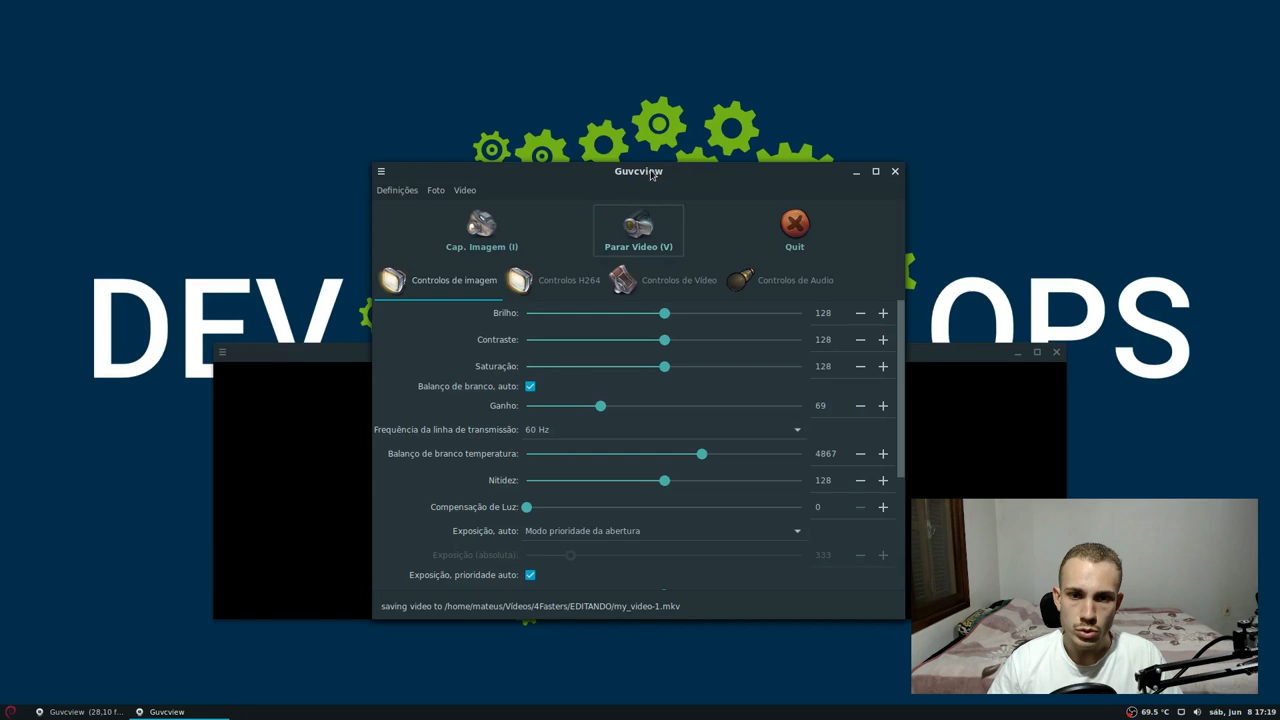 Guvcview
Definições Foto Video
Cap. Imagem (I) Parar Video (V) Quit
Controlos de imagem Controlos H264 Controlos de Vídeo Controlos de Audio
DEV OPS
Brilho: 128
Contraste: 128
Saturação: 128
Balanço de branco, auto:
Ganho: 69
Frequência da linha de transmissão: 60 Hz
Balanço de branco temperatura: 4867
Nitidez: 128
Compensação de Luz: 0
Exposição, auto: Modo prioridade da abertura
Exposição (absoluta): 333
Exposição, prioridade auto:
saving video to /home/mateus/Vídeos/4Fasters/EDITANDO/my_video-1.mkv
Guvcview (28,10 f... Guvcview 69.5 °C sáb, jun 8 17:19